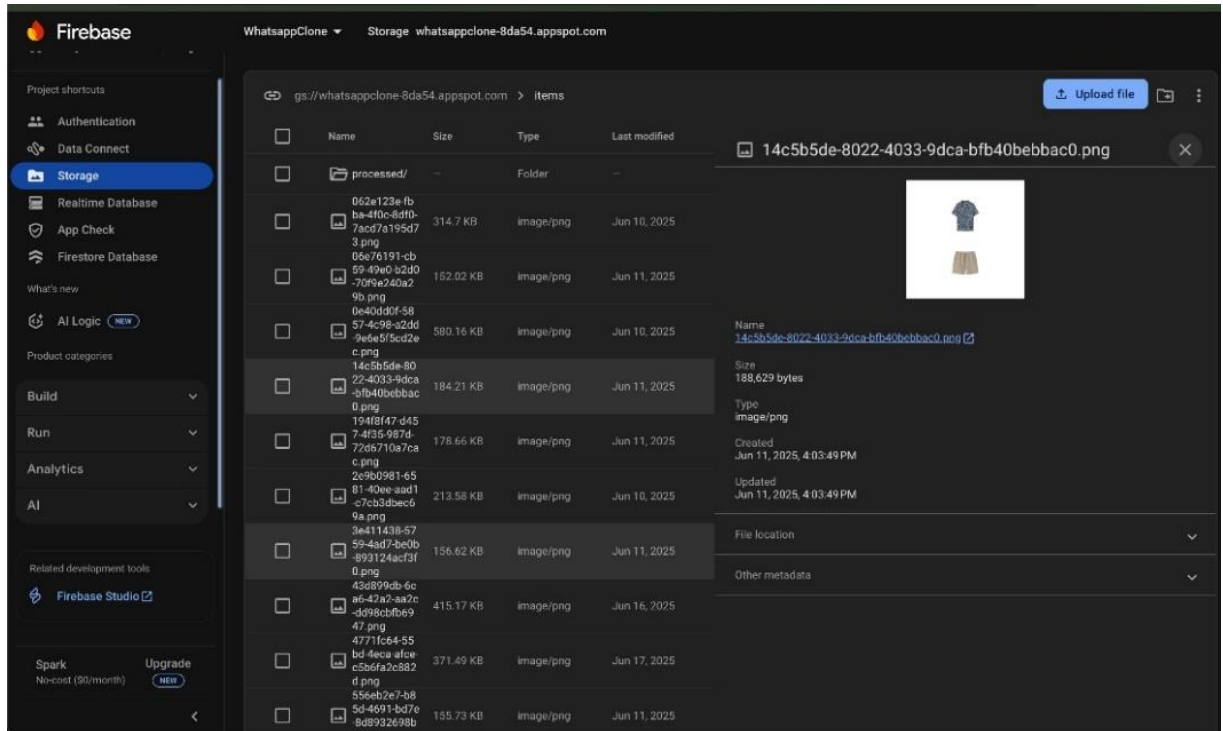 Firebase
WhatsappClone
Storage whatsappclone-8da54.appspot.com
Project shortcuts
Authentication
Data Connect
Storage
Realtime Database
App Check
Firestore Database
What's new
AI Logic NEW
Product categories
Build
Run
Analytics
AI
Related development tools
Firebase Studio
Spark
No-cost ($0/month)
Upgrade
NEW
gs://whatsappclone-8da54.appspot.com > items
Upload file
Name Size Type Last modified
processed/ – Folder –
062e123e-fb
ba-4f0c-8df0-
7acd7a195d7
3.png
314.7 KB image/png Jun 10, 2025
06e76191-cb
59-49e0-b2d0
-70f9e240a2
9b.png
152.02 KB image/png Jun 11, 2025
0e40dd0f-58
57-4c98-a2dd
-9e6e5f5cd2e
c.png
580.16 KB image/png Jun 10, 2025
14c5b5de-80
22-4033-9dca
-bfb40bebbac
0.png
184.21 KB image/png Jun 11, 2025
194f8f47-d45
7-4f35-987d-
72d6710a7ca
c.png
178.66 KB image/png Jun 11, 2025
2e9b0981-65
81-40ee-aad1
-c7cb3dbec6
9a.png
213.58 KB image/png Jun 10, 2025
3e411438-57
59-4ad7-be0b
-893124acf3f
0.png
156.62 KB image/png Jun 11, 2025
43d899db-6c
a6-42a2-aa2c
-dd98cbfb69
47.png
415.17 KB image/png Jun 16, 2025
4771fc64-55
bd-4eca-afce-
c5b6fa2c882
d.png
371.49 KB image/png Jun 17, 2025
556eb2e7-b8
5d-4691-bd7e
-8d8932698b
155.73 KB image/png Jun 11, 2025
14c5b5de-8022-4033-9dca-bfb40bebbac0.png
Name
14c5b5de-8022-4033-9dca-bfb40bebbac0.png
Size
188,629 bytes
Type
image/png
Created
Jun 11, 2025, 4:03:49 PM
Updated
Jun 11, 2025, 4:03:49 PM
File location
Other metadata